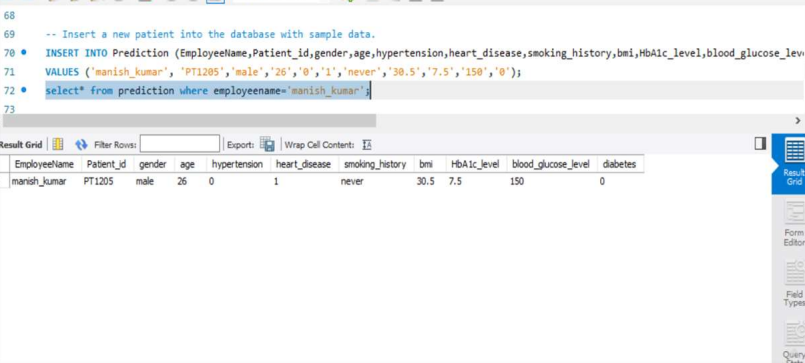 68
69 -- Insert a new patient into the database with sample data.
70 INSERT INTO Prediction (EmployeeName,Patient_id,gender,age,hypertension,heart_disease,smoking_history,bmi,HbA1c_level,blood_glucose_lev
71 VALUES ('manish_kumar', 'PT1205','male','26','0','1','never','30.5','7.5','150','0');
72 select* from prediction where employeename='manish_kumar';
73
Result Grid Filter Rows: Export: Wrap Cell Content:
EmployeeName Patient_id gender age hypertension heart_disease smoking_history bmi HbA1c_level blood_glucose_level diabetes
manish_kumar PT1205 male 26 0 1 never 30.5 7.5 150 0
Result
Grid
Form
Editor
Field
Types
Query